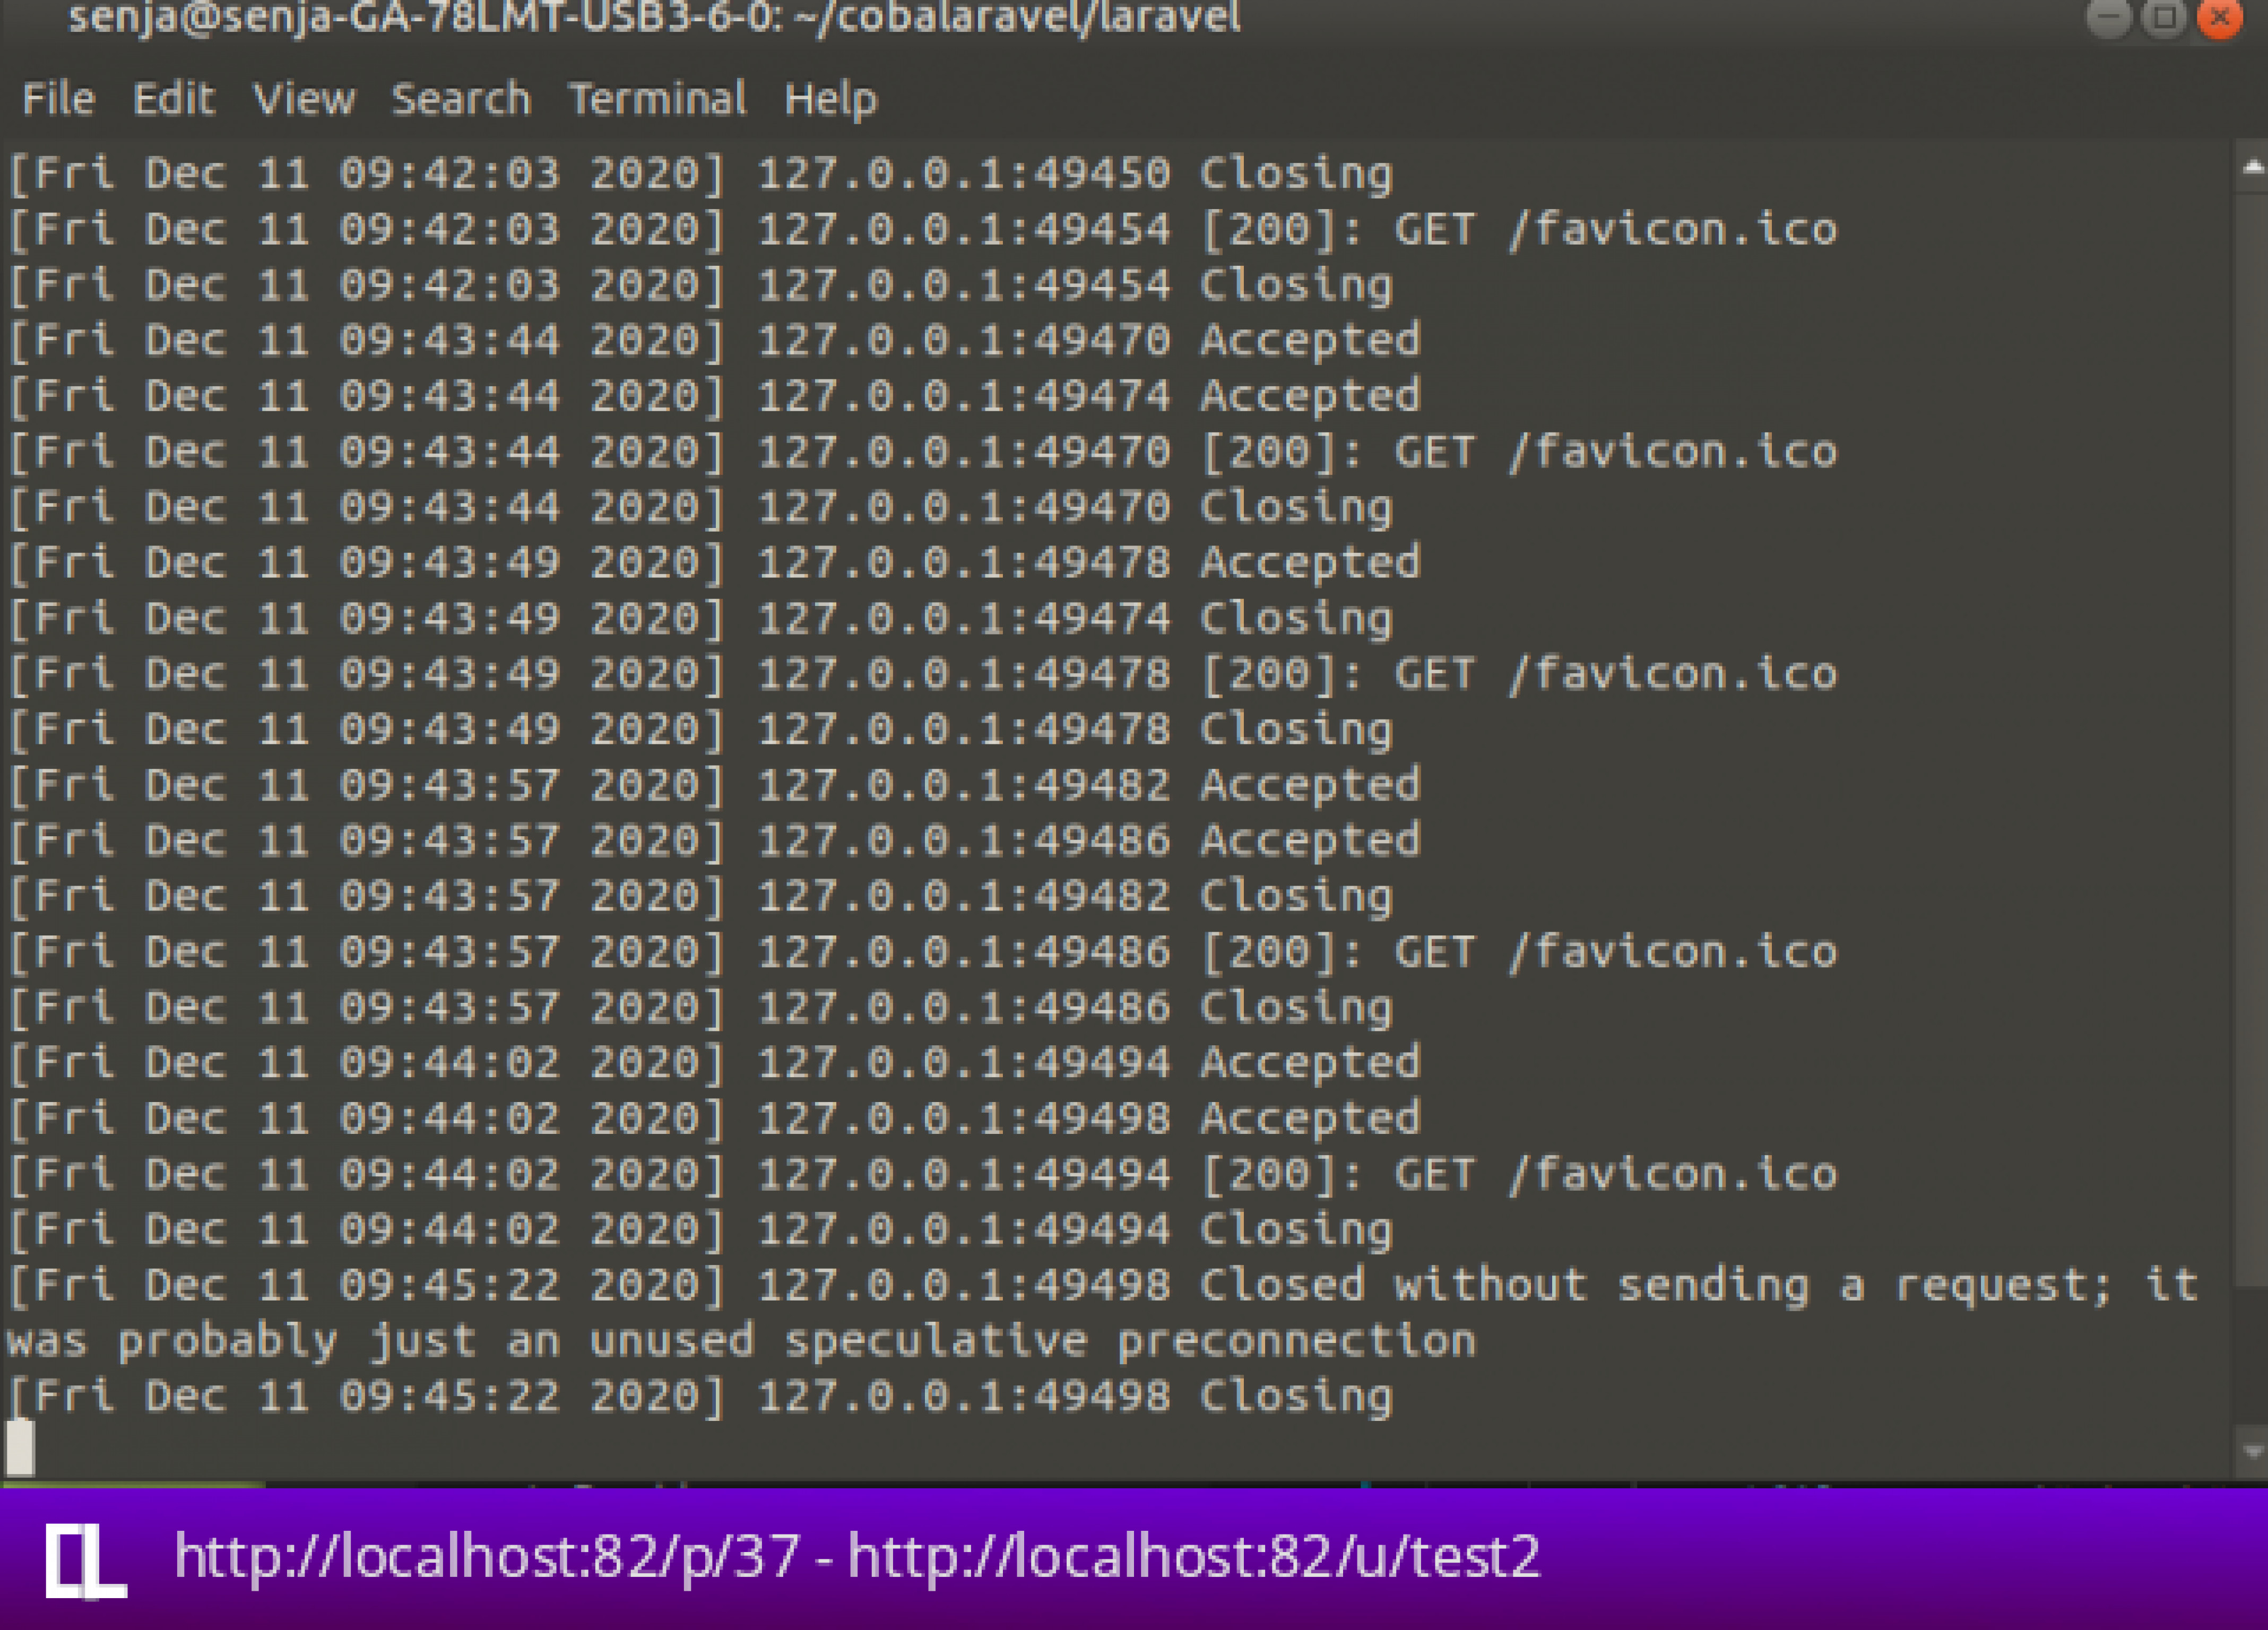 senja@senja-GA-78LMT-USB3-6-0: ~/cobalaravel/laravel
File Edit View Search Terminal Help
[Fri Dec 11 09:42:03 2020] 127.0.0.1:49450 Closing
[Fri Dec 11 09:42:03 2020] 127.0.0.1:49454 [200]: GET /favicon.ico
[Fri Dec 11 09:42:03 2020] 127.0.0.1:49454 Closing
[Fri Dec 11 09:43:44 2020] 127.0.0.1:49470 Accepted
[Fri Dec 11 09:43:44 2020] 127.0.0.1:49474 Accepted
[Fri Dec 11 09:43:44 2020] 127.0.0.1:49470 [200]: GET /favicon.ico
[Fri Dec 11 09:43:44 2020] 127.0.0.1:49470 Closing
[Fri Dec 11 09:43:49 2020] 127.0.0.1:49478 Accepted
[Fri Dec 11 09:43:49 2020] 127.0.0.1:49474 Closing
[Fri Dec 11 09:43:49 2020] 127.0.0.1:49478 [200]: GET /favicon.ico
[Fri Dec 11 09:43:49 2020] 127.0.0.1:49478 Closing
[Fri Dec 11 09:43:57 2020] 127.0.0.1:49482 Accepted
[Fri Dec 11 09:43:57 2020] 127.0.0.1:49486 Accepted
[Fri Dec 11 09:43:57 2020] 127.0.0.1:49482 Closing
[Fri Dec 11 09:43:57 2020] 127.0.0.1:49486 [200]: GET /favicon.ico
[Fri Dec 11 09:43:57 2020] 127.0.0.1:49486 Closing
[Fri Dec 11 09:44:02 2020] 127.0.0.1:49494 Accepted
[Fri Dec 11 09:44:02 2020] 127.0.0.1:49498 Accepted
[Fri Dec 11 09:44:02 2020] 127.0.0.1:49494 [200]: GET /favicon.ico
[Fri Dec 11 09:44:02 2020] 127.0.0.1:49494 Closing
[Fri Dec 11 09:45:22 2020] 127.0.0.1:49498 Closed without sending a request; it
was probably just an unused speculative preconnection
[Fri Dec 11 09:45:22 2020] 127.0.0.1:49498 Closing
http://localhost:82/p/37 - http://localhost:82/u/test2